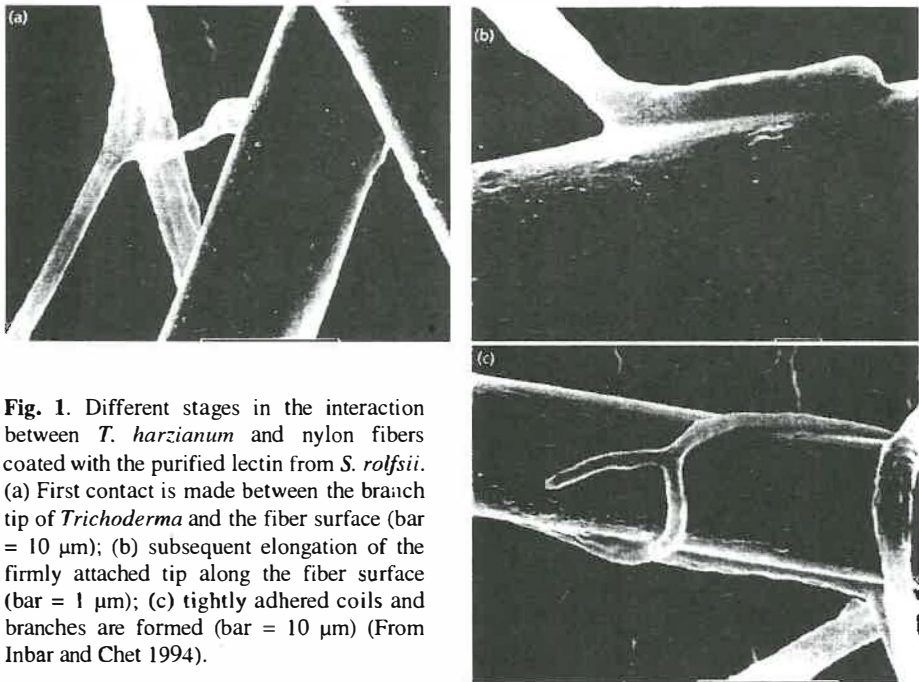 (a)
(b)
(c)
Fig. 1. Different stages in the interaction
between T. harzianum and nylon fibers
coated with the purified lectin from S. rolfsii.
(a) First contact is made between the branch
tip of Trichoderma and the fiber surface (bar
= 10 µm); (b) subsequent elongation of the
firmly attached tip along the fiber surface
(bar = 1 µm); (c) tightly adhered coils and
branches are formed (bar = 10 µm) (From
Inbar and Chet 1994).